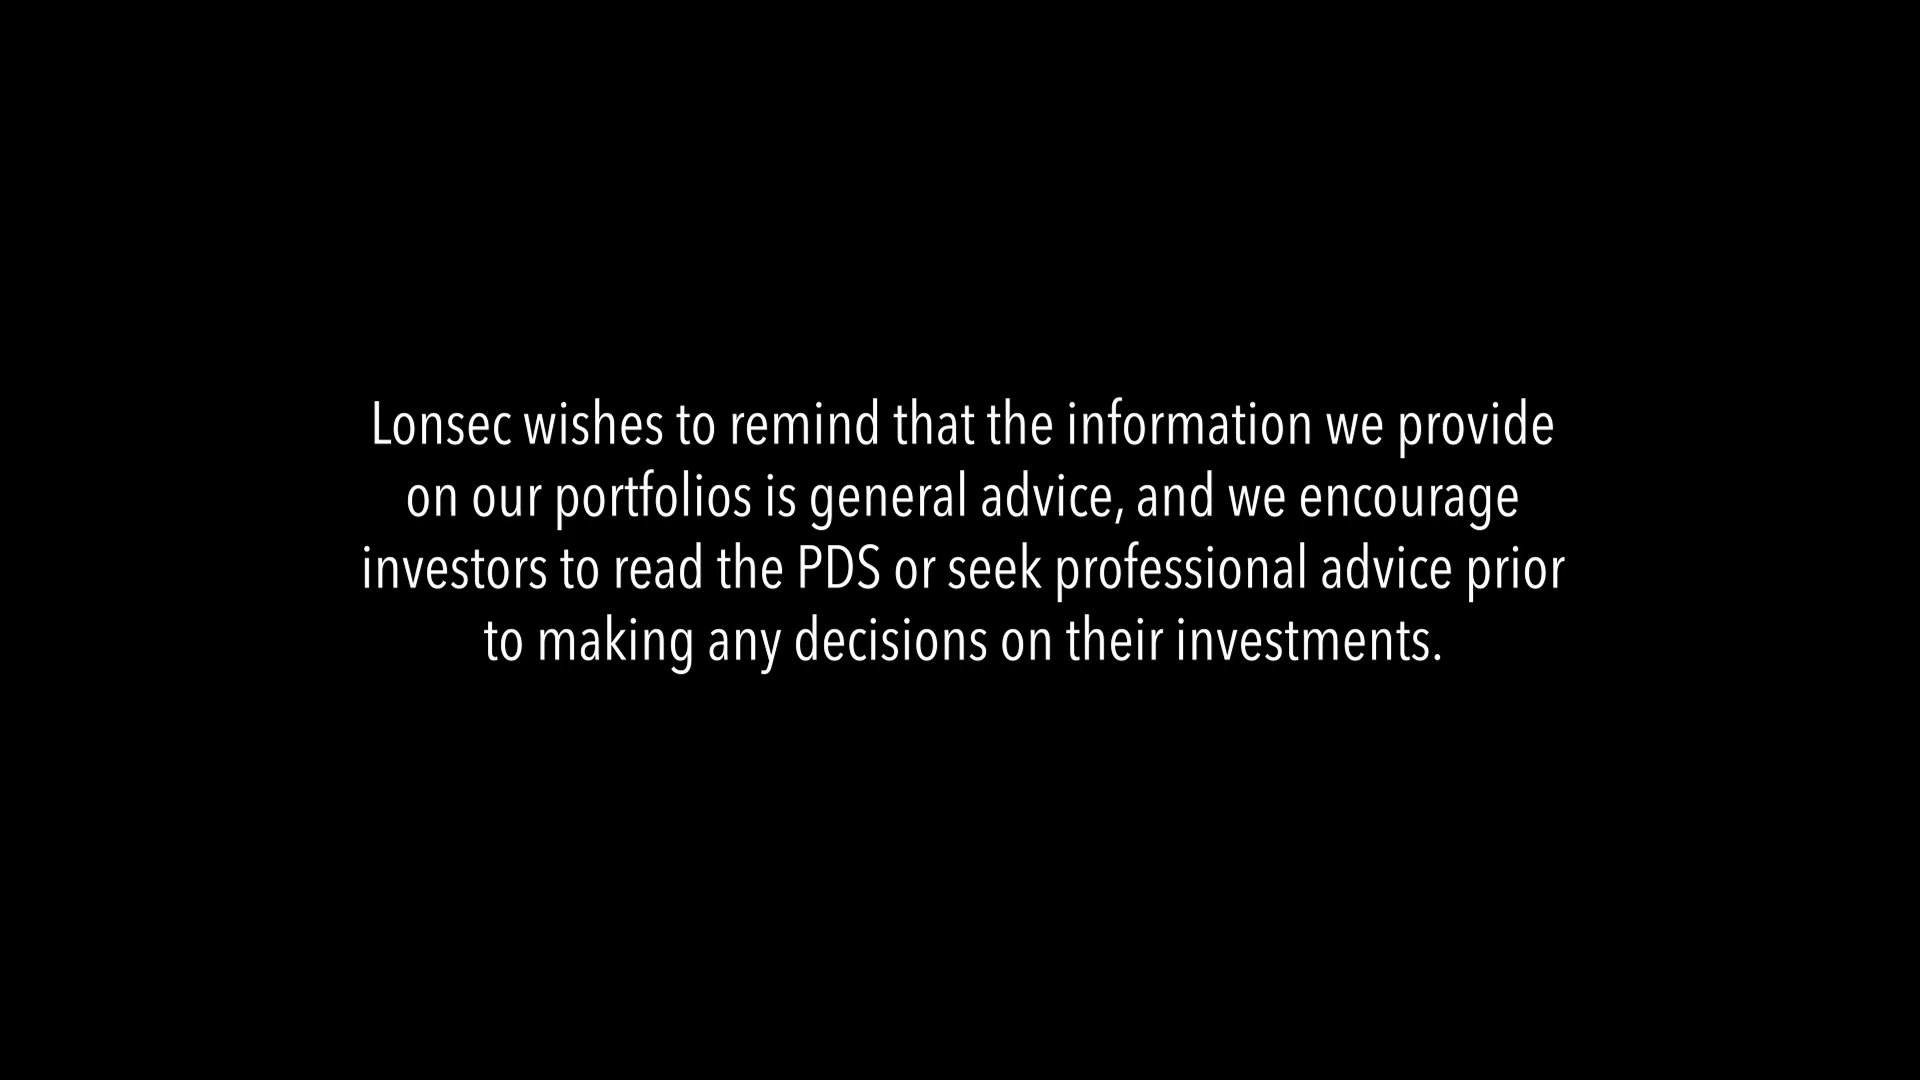 Lonsec wishes to remind that the information we provide
on our portfolios is general advice, and we encourage
investors to read the PDS or seek professional advice prior
to making any decisions on their investments.